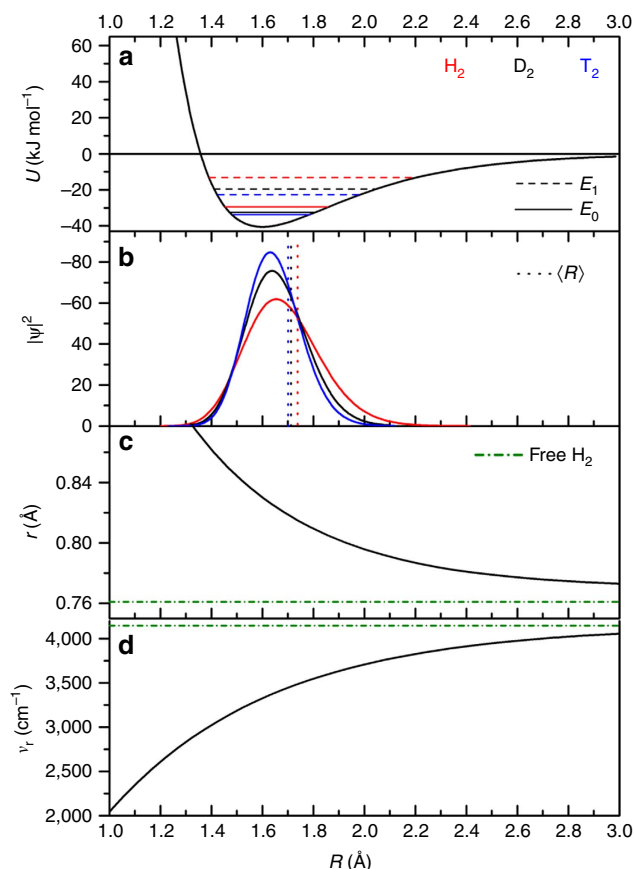 1.0 1.2 1.4 1.6 1.8 2.0 2.2 2.4 2.6 2.8 3.0
a
H2 D2 T2
60
40
20
0
−20
−40
U (kJ mol−1)
E1
E0
b
⟨R⟩
−80
−60
40
20
0
|ψ|2
c
Free H2
0.84
0.80
0.76
r (Å)
d
4,000
3,500
3,000
2,500
2,000
νr (cm−1)
1.0 1.2 1.4 1.6 1.8 2.0 2.2 2.4 2.6 2.8 3.0
R (Å)